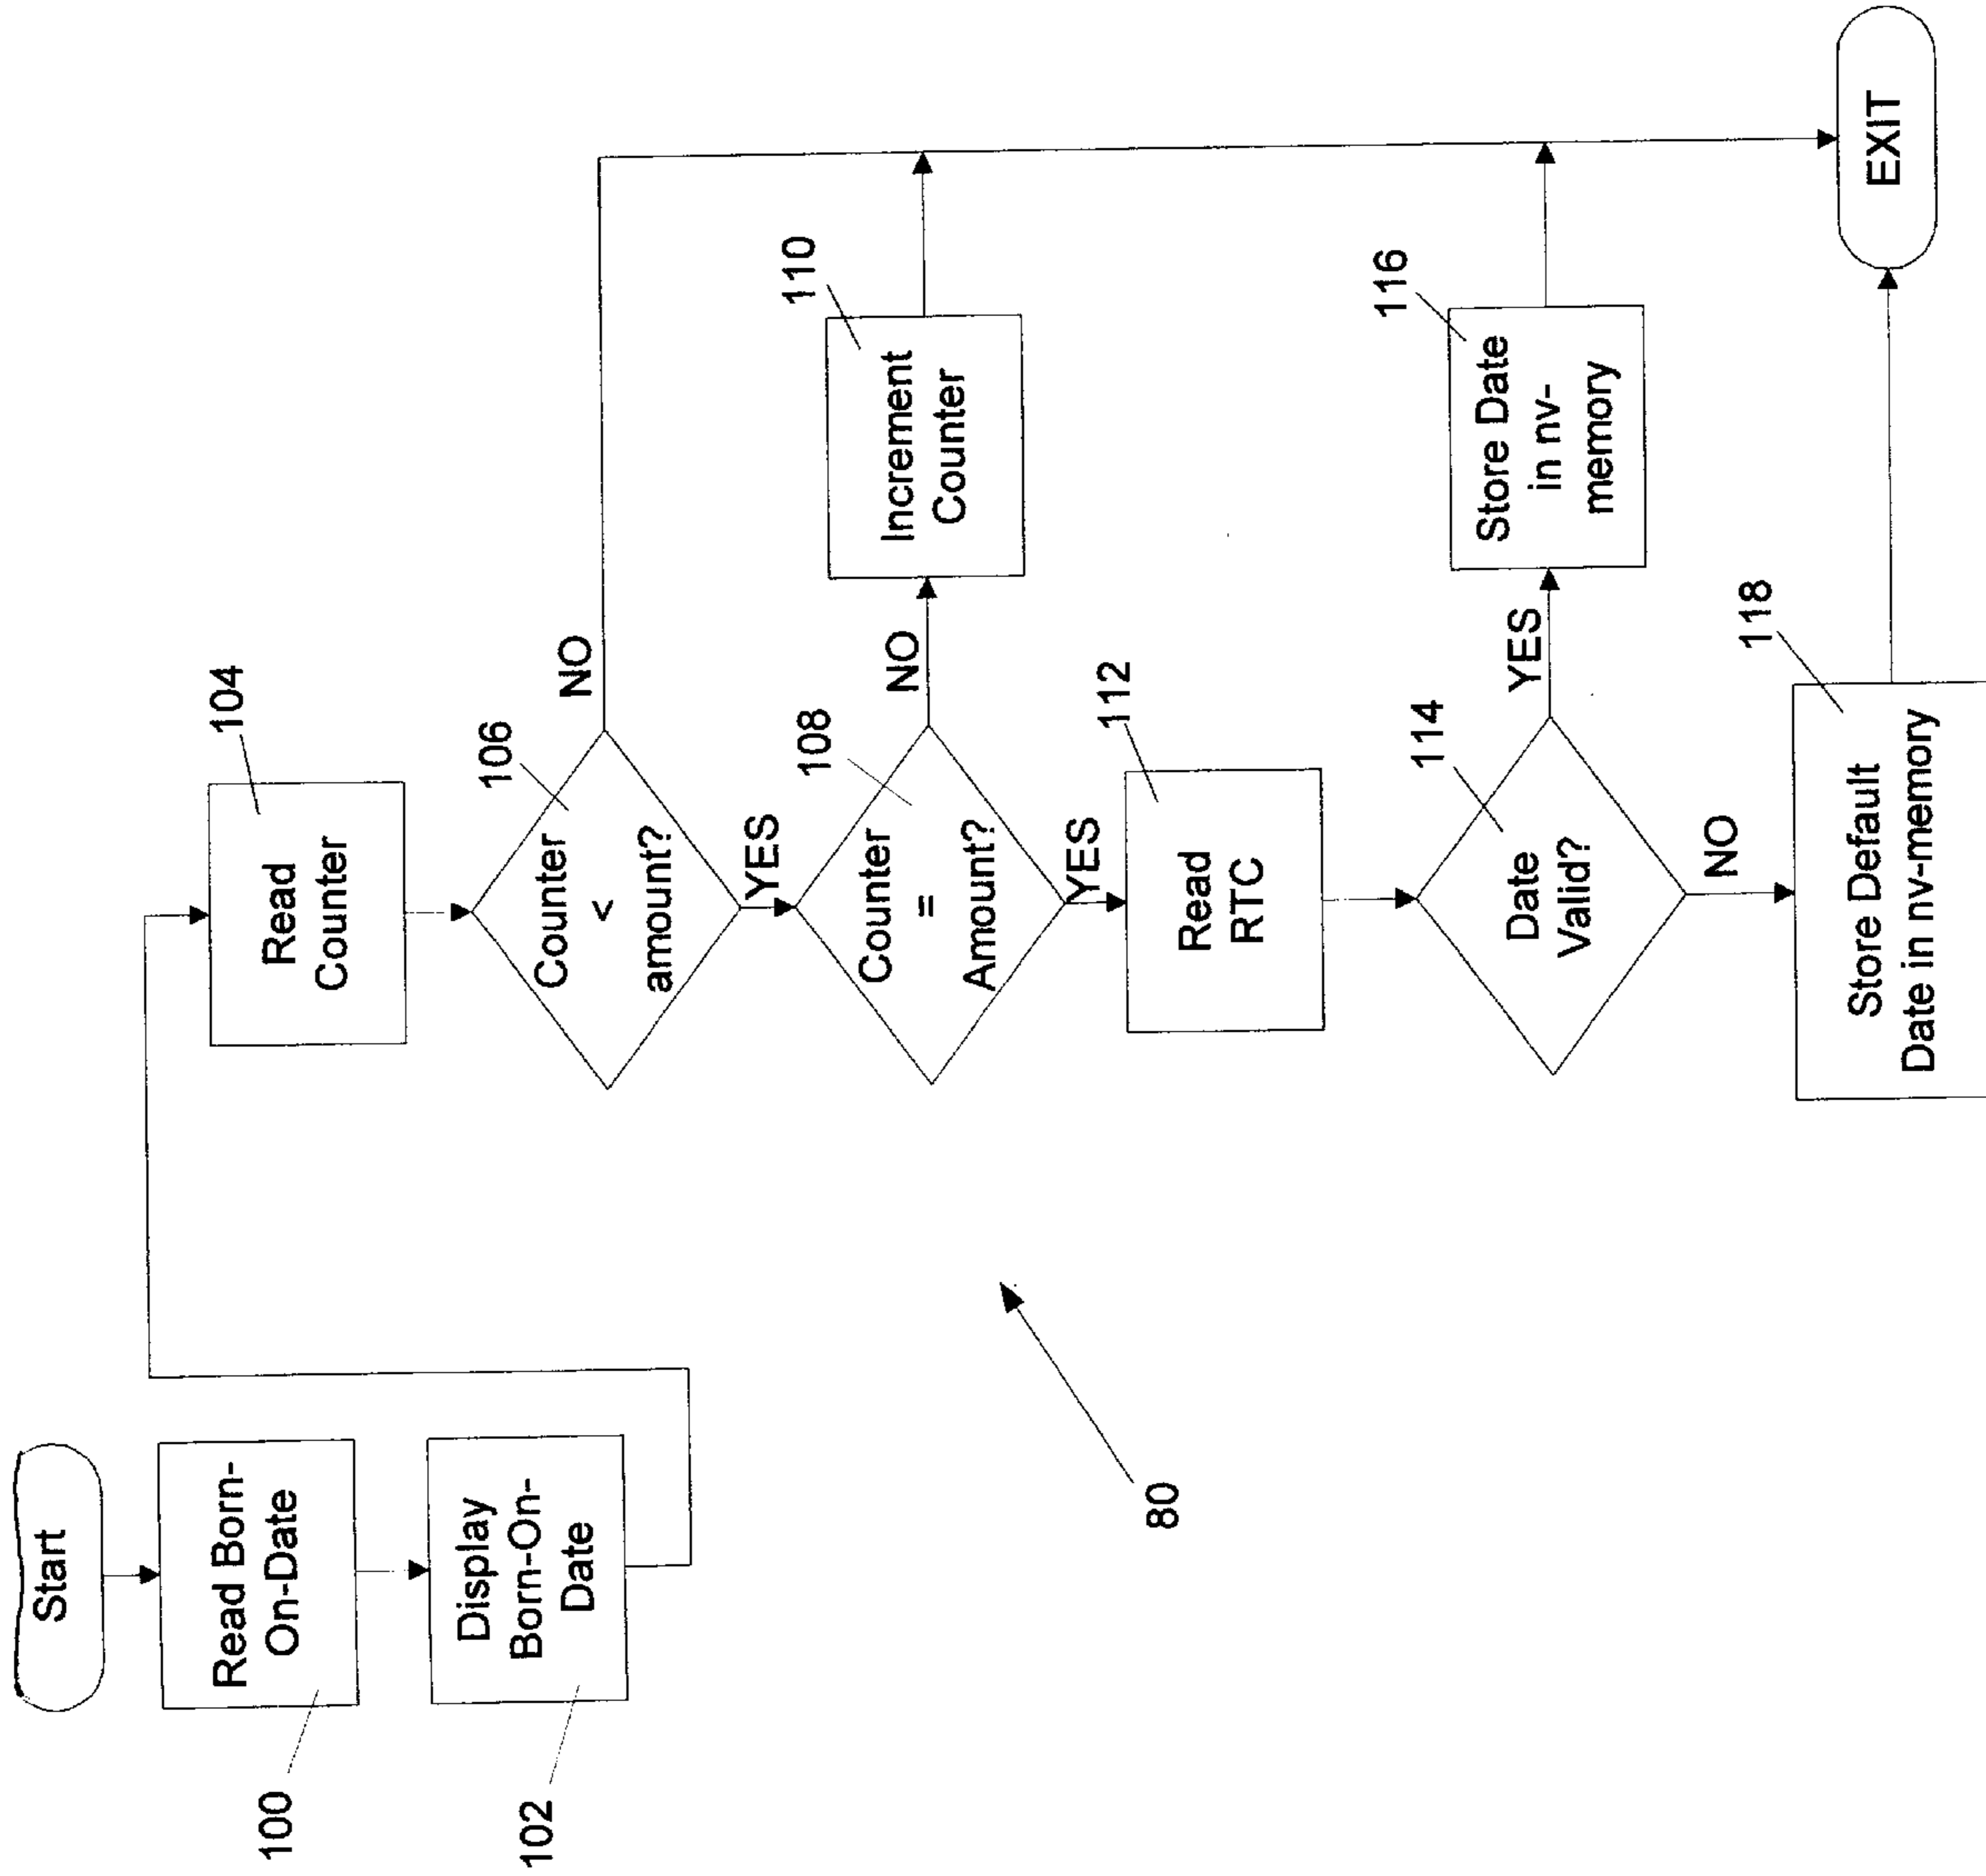 Start
Read Born-
On-Date
100
Display
Born-On-
Date
102
80
Read
Counter
104
Counter
<
amount?
106
NO
YES
Counter
=
Amount?
108
NO
Increment
Counter
110
YES
Read
RTC
112
Date
Valid?
114
YES
Store Date
in nv-
memory
116
NO
Store Default
Date in nv-memory
118
EXIT